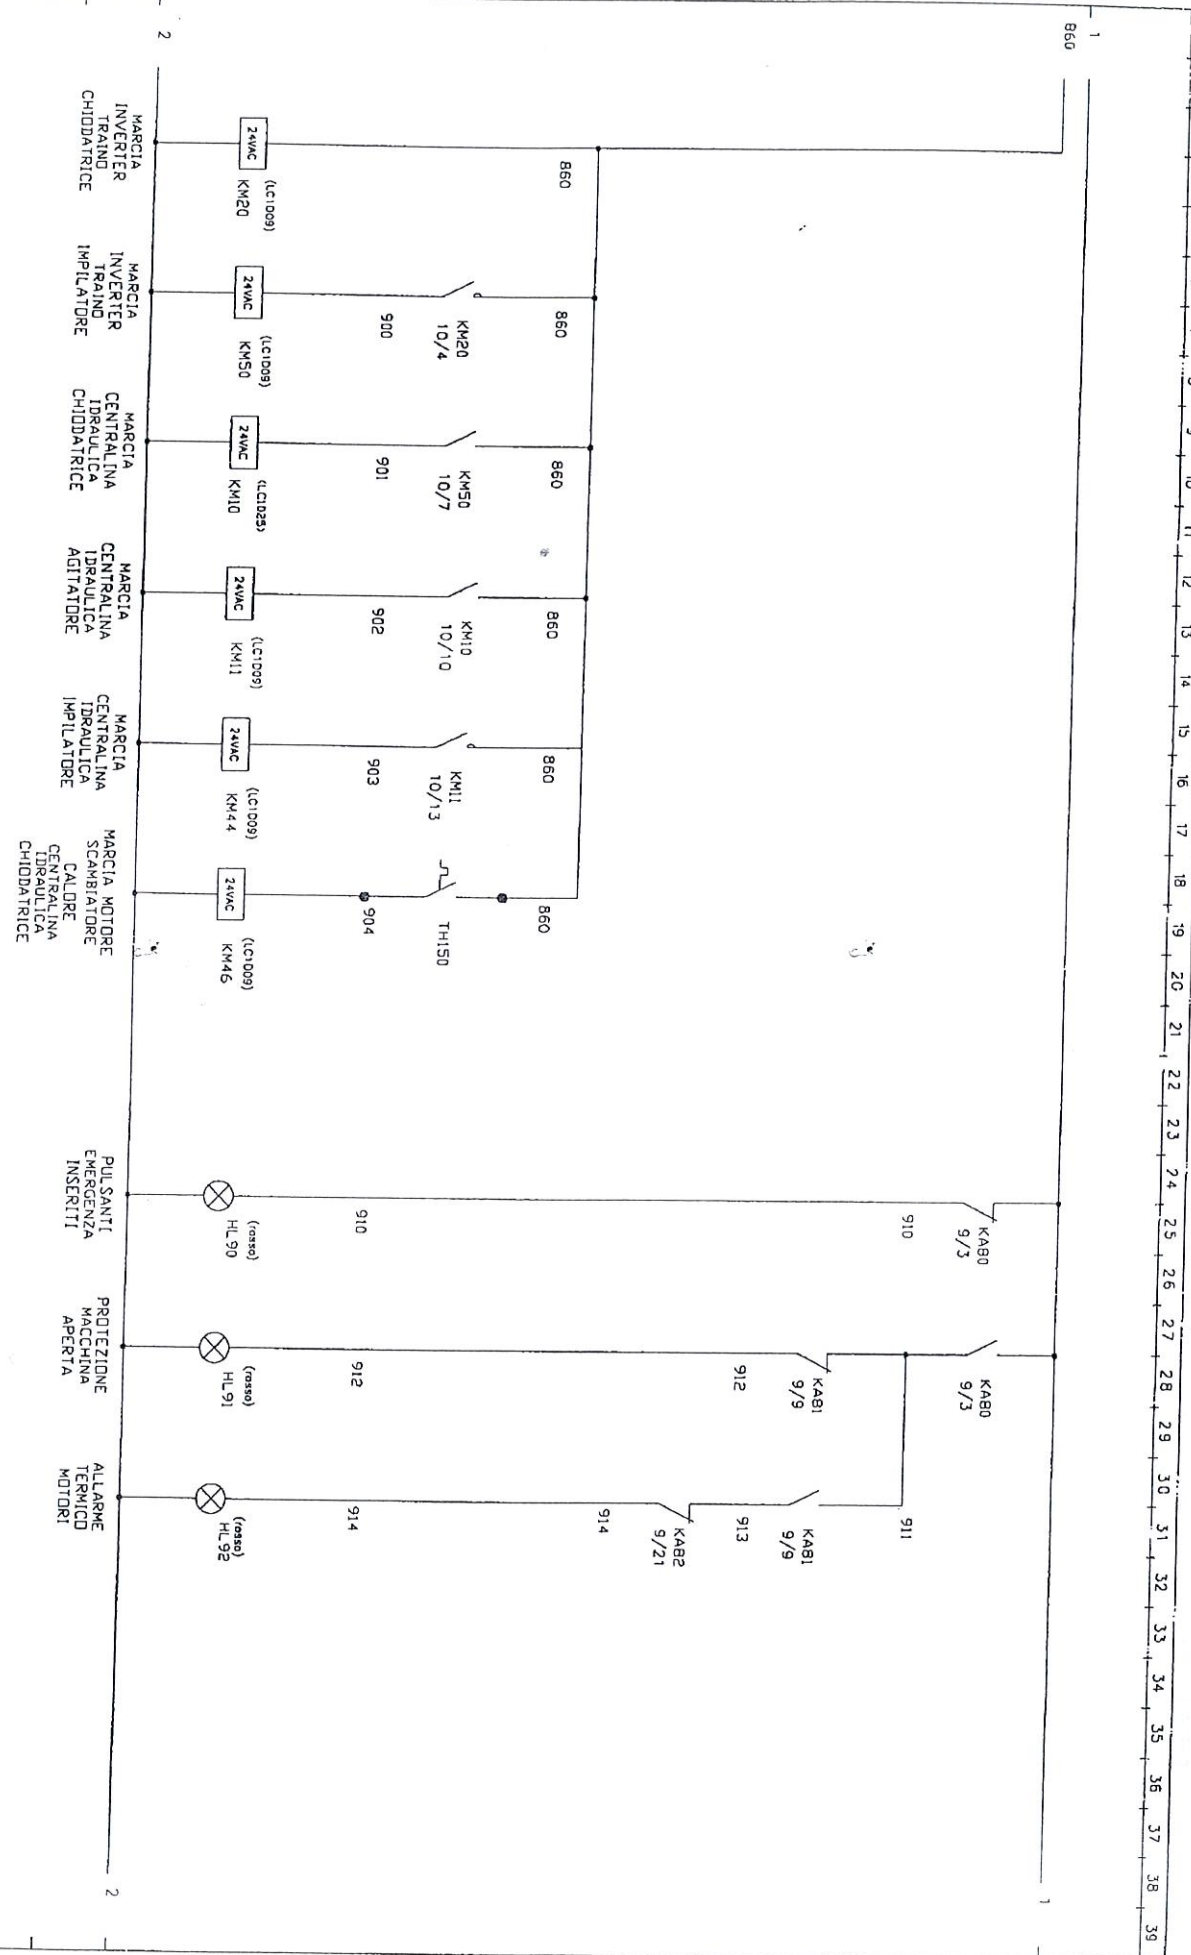 1
860
2
9
10
11
12
13
14
15
16
17
18
19
20
21
22
23
24
25
26
27
28
29
30
31
32
33
34
35
36
37
38
39
860
24VAC
(LC1D09)
KM20
MARCIA
INVERTER
TRAINO
CHIODATRICE
860
KM20
10/4
900
24VAC
(LC1D09)
KM50
MARCIA
INVERTER
TRAINO
IMPILATORE
860
KM50
10/7
901
24VAC
(LC1D25)
KM10
MARCIA
CENTRALINA
IDRAULICA
CHIODATRICE
860
KM10
10/10
902
24VAC
(LC1D09)
KM11
MARCIA
CENTRALINA
IDRAULICA
AGITATORE
860
KM11
10/13
903
24VAC
(LC1D09)
KM44
MARCIA
CENTRALINA
IDRAULICA
IMPILATORE
860
TH150
904
24VAC
(LC1D09)
KM46
MARCIA MOTORE
SCAMBIATORE
CALORE
CENTRALINA
IDRAULICA
CHIODATRICE
KA80
9/3
910
910
(rosso)
HL90
PULSANTI
EMERGENZA
INSERITI
KA80
9/3
KA81
9/9
912
912
(rosso)
HL91
PROTEZIONE
MACCHINA
APERTA
911
KA81
9/9
913
KA82
9/21
914
914
(rosso)
HL92
ALLARME
TERMICO
MOTORI
1
2